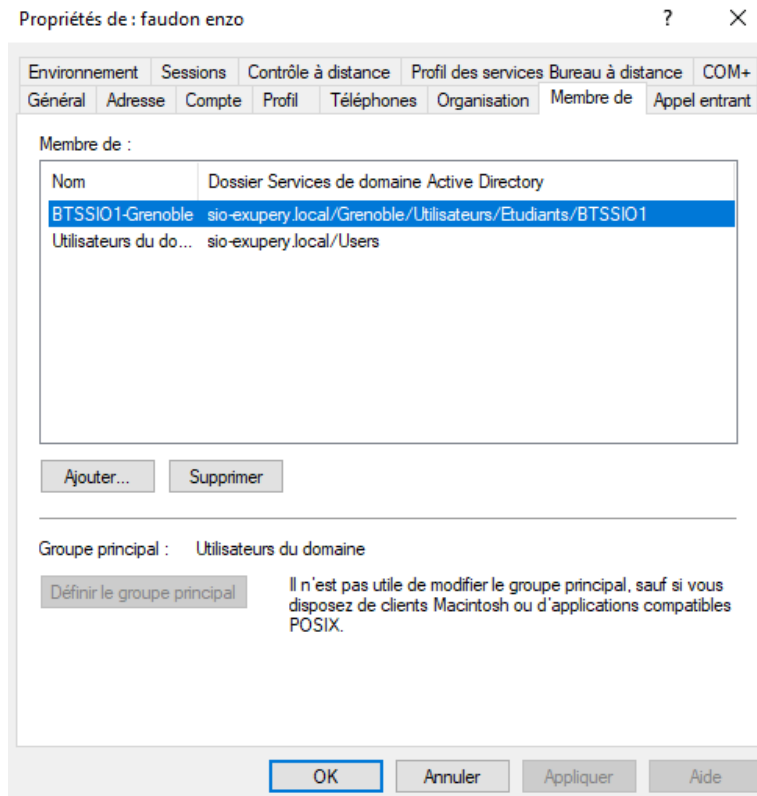 Propriétés de : faudon enzo ? ×
Environnement Sessions Contrôle à distance Profil des services Bureau à distance COM+
Général Adresse Compte Profil Téléphones Organisation Membre de Appel entrant
Membre de :
Nom Dossier Services de domaine Active Directory
BTSSIO1-Grenoble sio-exupery.local/Grenoble/Utilisateurs/Etudiants/BTSSIO1
Utilisateurs du do... sio-exupery.local/Users
Ajouter... Supprimer
Groupe principal : Utilisateurs du domaine
Définir le groupe principal
Il n'est pas utile de modifier le groupe principal, sauf si vous
disposez de clients Macintosh ou d'applications compatibles
POSIX.
OK Annuler Appliquer Aide